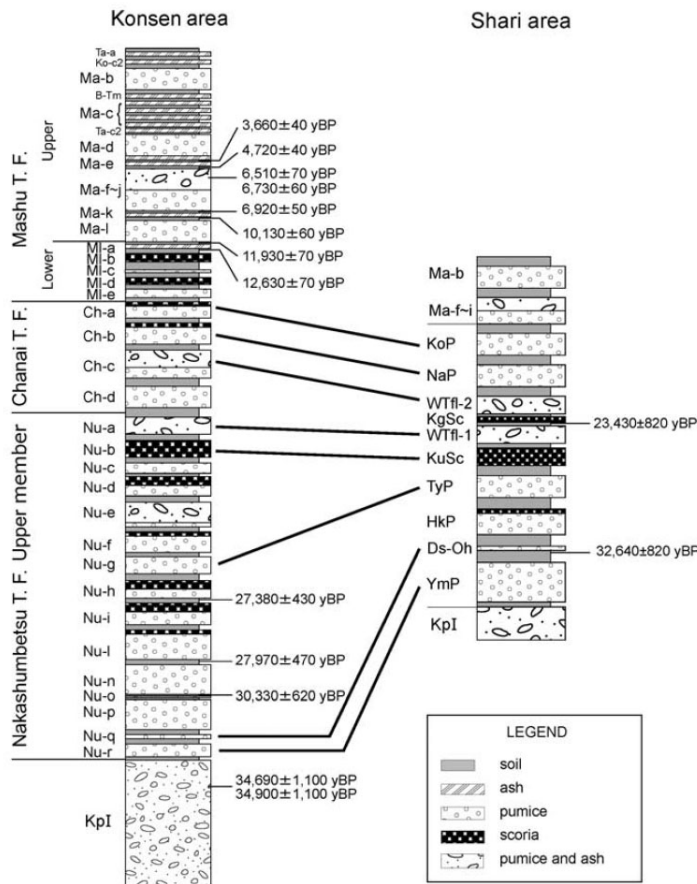 Konsen area
Shari area
Mashu T. F.
Upper
Lower
Chanai T. F.
Nakashumbetsu T. F. Upper member
Ta-a
Ko-c2
Ma-b
B-Tm
Ma-c{
Ta-c2
Ma-d
Ma-e
Ma-f~j
Ma-k
Ma-l
Ml-a
Ml-b
Ml-c
Ml-d
Ml-e
Ch-a
Ch-b
Ch-c
Ch-d
Nu-a
Nu-b
Nu-c
Nu-d
Nu-e
Nu-f
Nu-g
Nu-h
Nu-i
Nu-l
Nu-n
Nu-o
Nu-p
Nu-q
Nu-r
KpI
3,660±40 yBP
4,720±40 yBP
6,510±70 yBP
6,730±60 yBP
6,920±50 yBP
10,130±60 yBP
11,930±70 yBP
12,630±70 yBP
27,380±430 yBP
27,970±470 yBP
30,330±620 yBP
34,690±1,100 yBP
34,900±1,100 yBP
Ma-b
Ma-f~i
KoP
NaP
WTfl-2
KgSc
WTfl-1
KuSc
TyP
HkP
Ds-Oh
YmP
KpI
23,430±820 yBP
32,640±820 yBP
LEGEND
soil
ash
pumice
scoria
pumice and ash